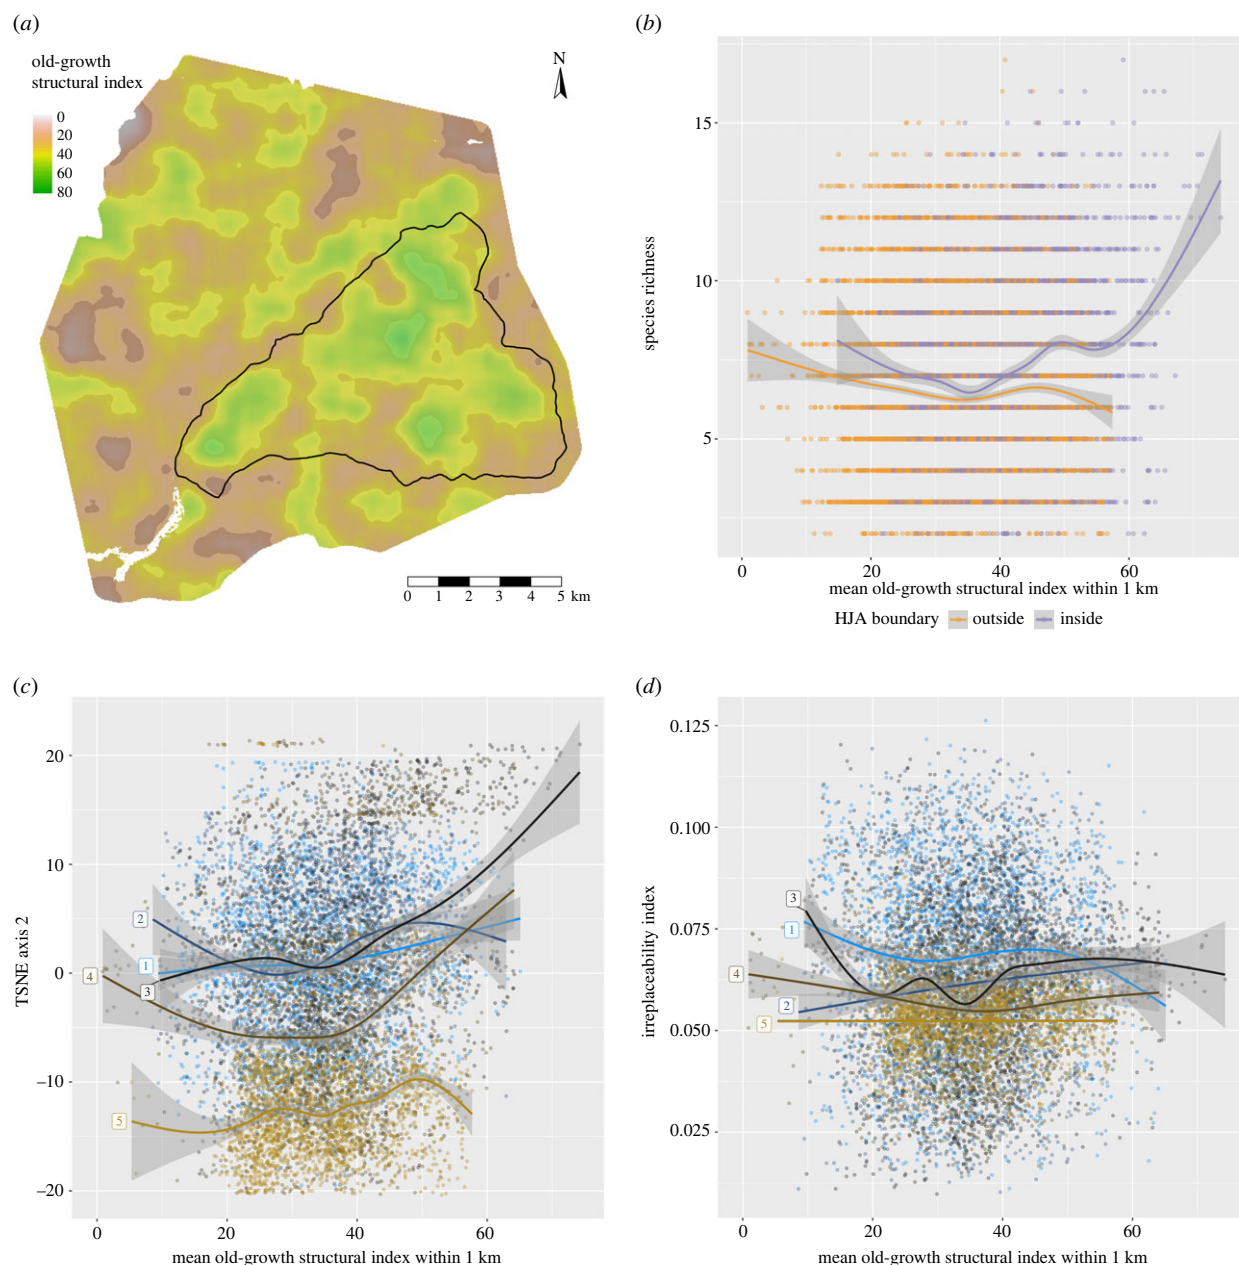 (a)
old-growth
structural index
0
20
40
60
80
N
0 1 2 3 4 5 km
(b)
species richness
15
10
5
0 20 40 60
mean old-growth structural index within 1 km
HJA boundary outside inside
(c)
TSNE axis 2
20
10
0
−10
−20
2
1
4
3
5
0 20 40 60
mean old-growth structural index within 1 km
(d)
irreplaceability index
0.125
0.100
0.075
0.050
0.025
3
1
4
2
5
0 20 40 60
mean old-growth structural index within 1 km